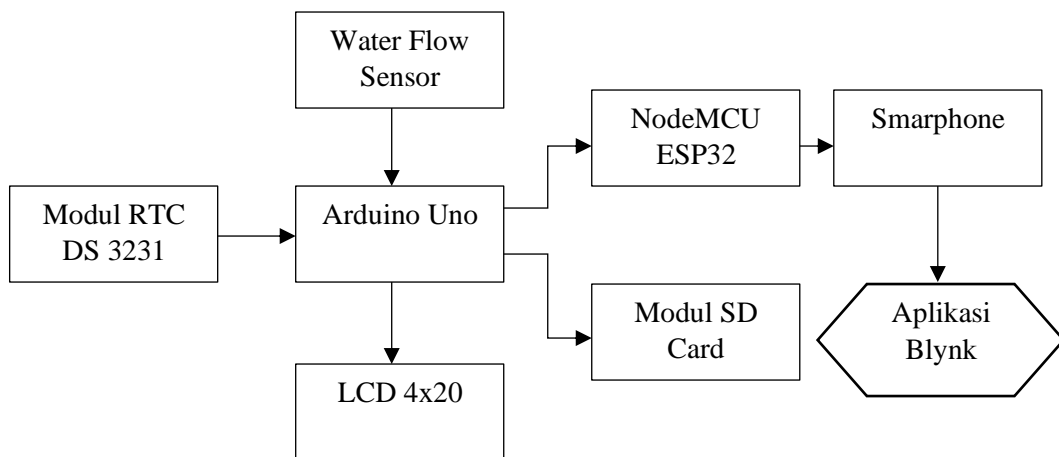 Water Flow
Sensor
NodeMCU
ESP32
Smarphone
Modul RTC
DS 3231
Arduino Uno
Modul SD
Card
Aplikasi
Blynk
LCD 4x20